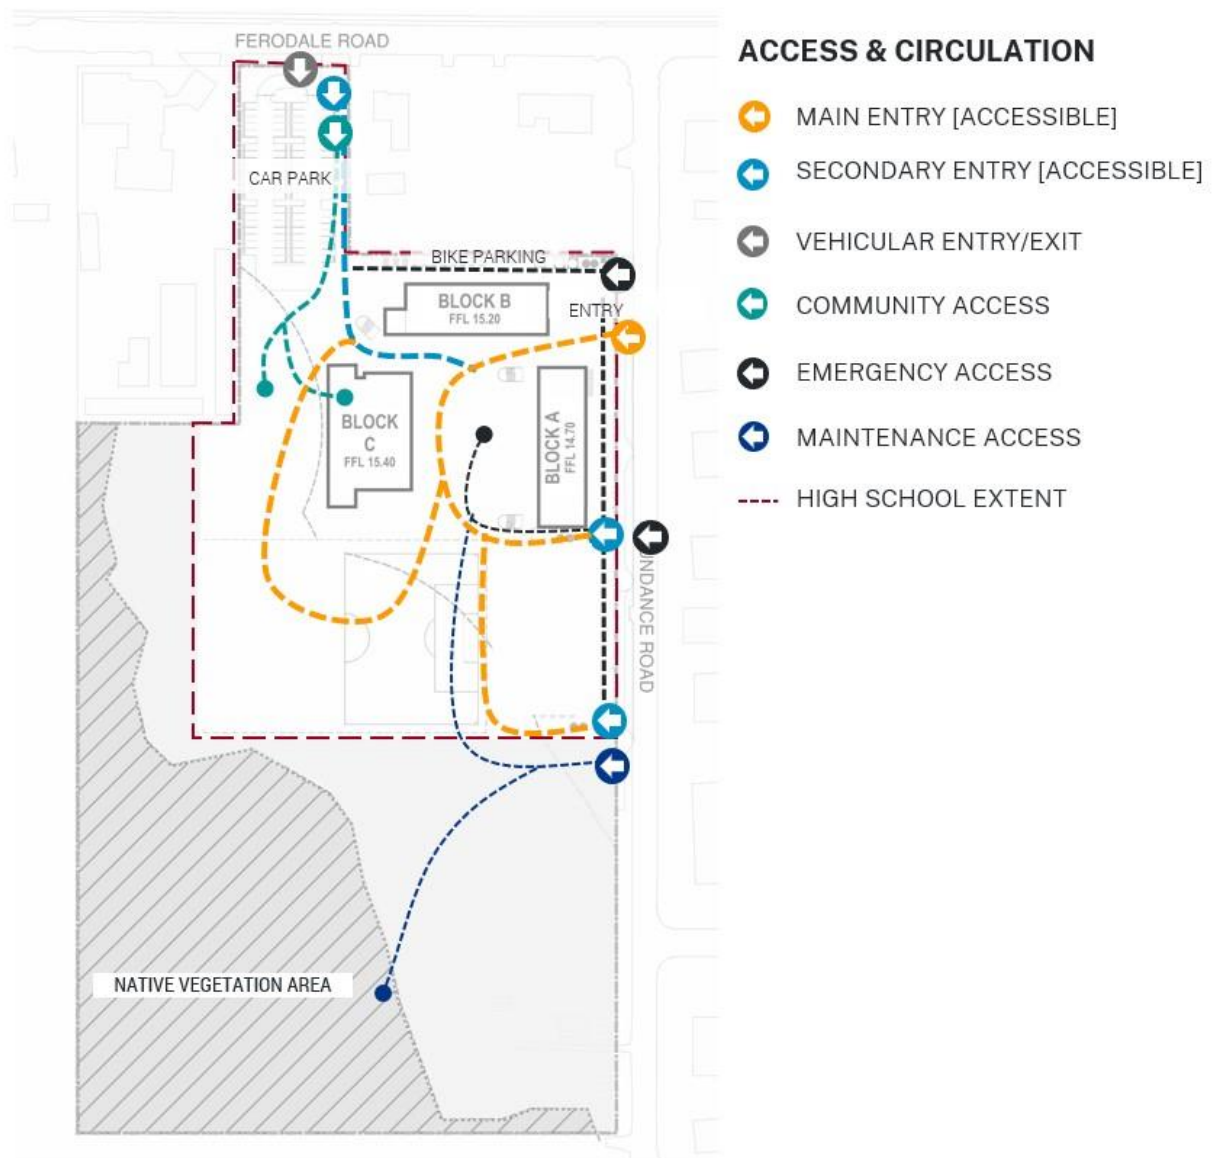 FERODALE ROAD
CAR PARK
BIKE PARKING
BLOCK B
FFL 15.20
ENTRY
BLOCK
C
FFL 15.40
BLOCK A
FFL 14.70
UNDANCE ROAD
NATIVE VEGETATION AREA
ACCESS & CIRCULATION
MAIN ENTRY [ACCESSIBLE]
SECONDARY ENTRY [ACCESSIBLE]
VEHICULAR ENTRY/EXIT
COMMUNITY ACCESS
EMERGENCY ACCESS
MAINTENANCE ACCESS
HIGH SCHOOL EXTENT